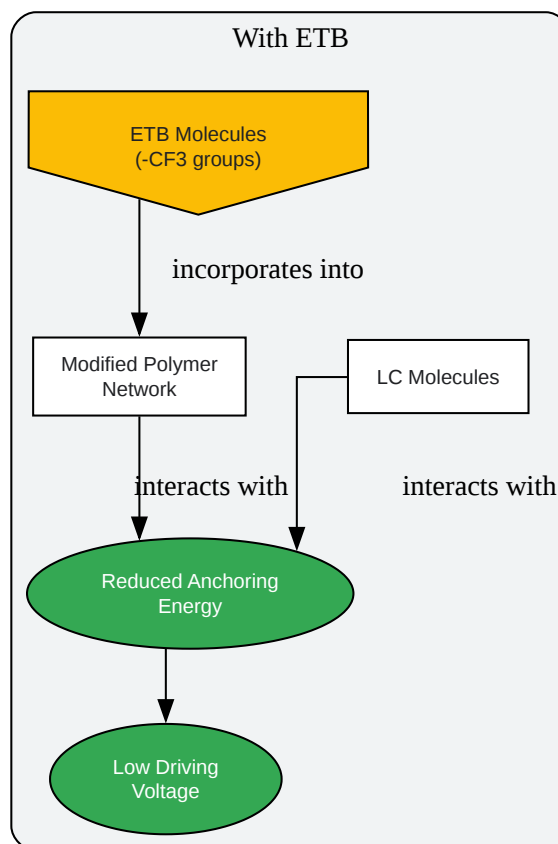 With ETB
ETB Molecules
(-CF3 groups)
incorporates into
Modified Polymer
Network
LC Molecules
interacts with
interacts with
Reduced Anchoring
Energy
Low Driving
Voltage